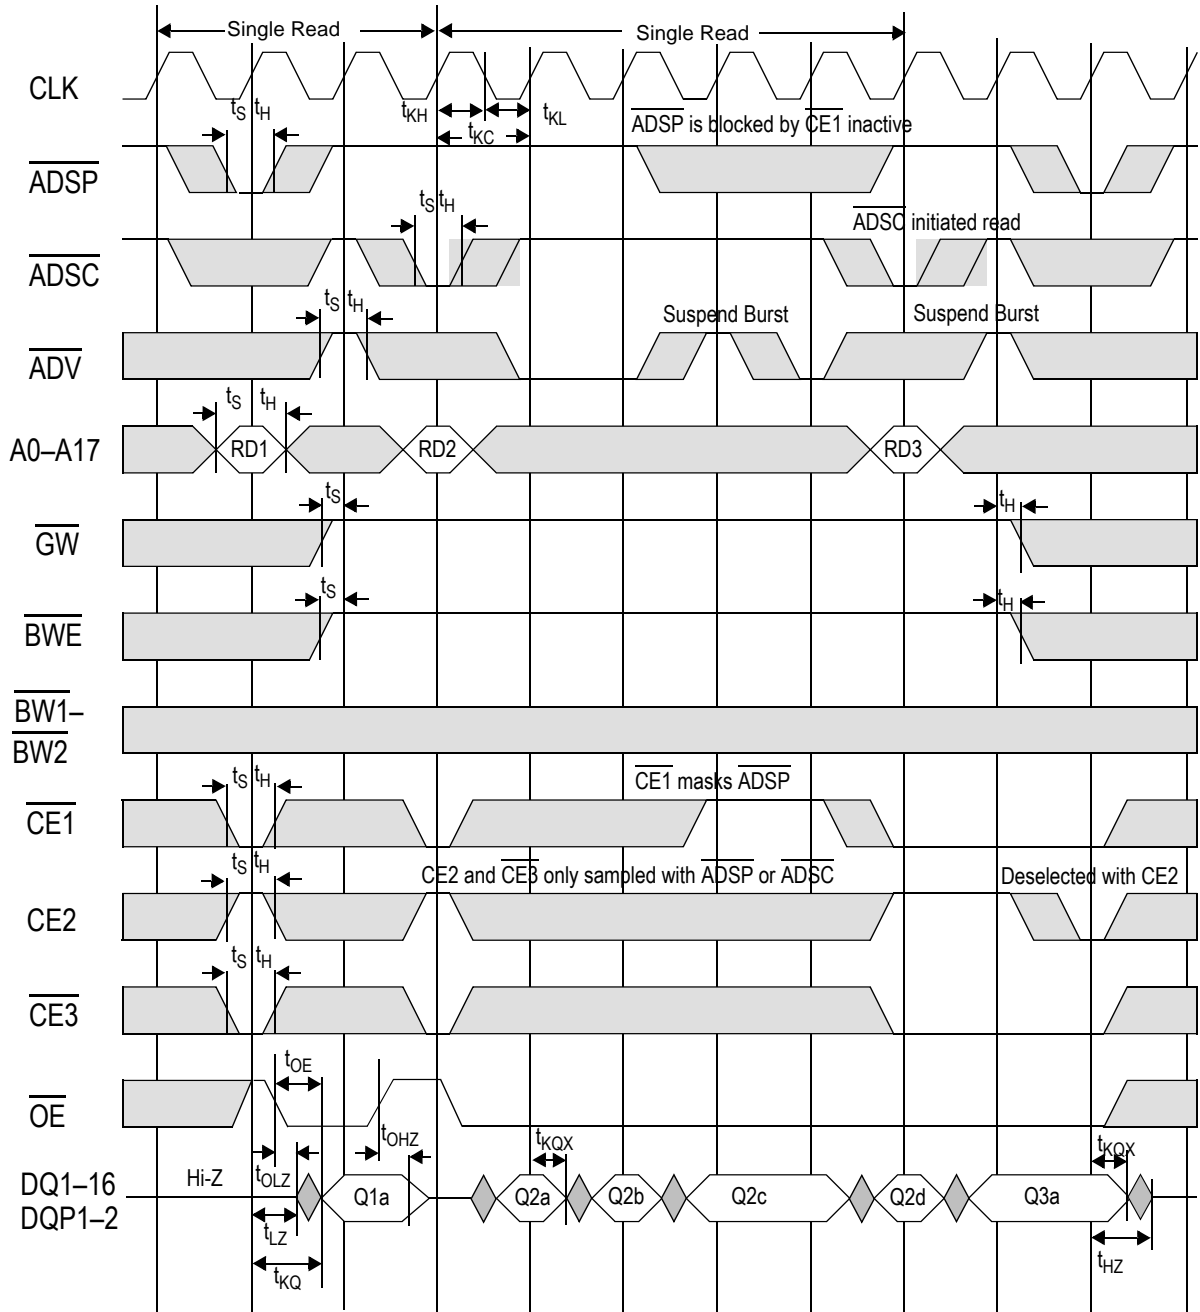 Single Read
Single Read
CLK
tS tH
tKH
tKL
tKC
ADSP is blocked by CE1 inactive
ADSP
tS tH
ADSC initiated read
ADSC
tS tH
Suspend Burst
Suspend Burst
ADV
tS tH
A0–A17
RD1
RD2
RD3
tS
tH
GW
tS
tH
BWE
BW1–
BW2
tS tH
CE1 masks ADSP
CE1
tS tH
CE2 and CE3 only sampled with ADSP or ADSC
Deselected with CE2
CE2
tS tH
CE3
tOE
OE
tOHZ
tKQX
tKQX
Hi-Z
tOLZ
DQ1–16
DQP1–2
Q1a
Q2a
Q2b
Q2c
Q2d
Q3a
tLZ
tHZ
tKQ